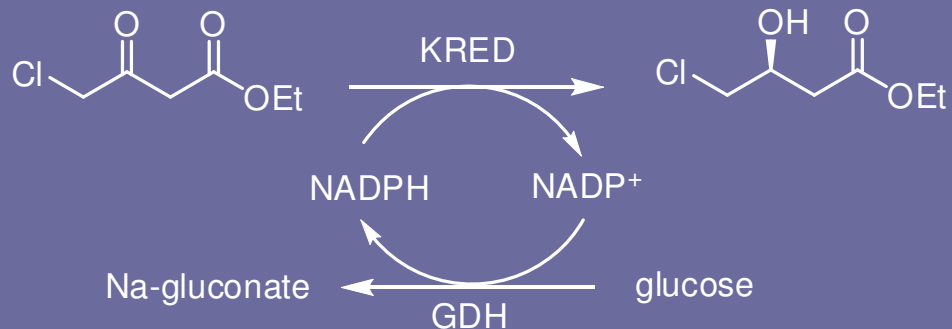 O O OH O
KRED
Cl OEt Cl OEt
NADPH NADP+
Na-gluconate glucose
GDH